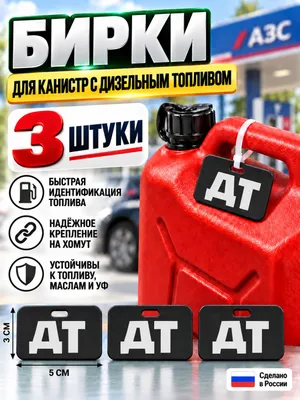 БИРКИ
АЗС
ДЛЯ КАНИСТР С ДИЗЕЛЬНЫМ ТОПЛИВОМ
3 ШТУКИ
ДТ
БЫСТРАЯ
ИДЕНТИФИКАЦИЯ
ТОПЛИВА
НАДЁЖНОЕ
КРЕПЛЕНИЕ
НА ХОМУТ
УСТОЙЧИВЫ
К ТОПЛИВУ,
МАСЛАМ И УФ
ДТ ДТ ДТ
3 СМ
5 СМ
Сделано
в России